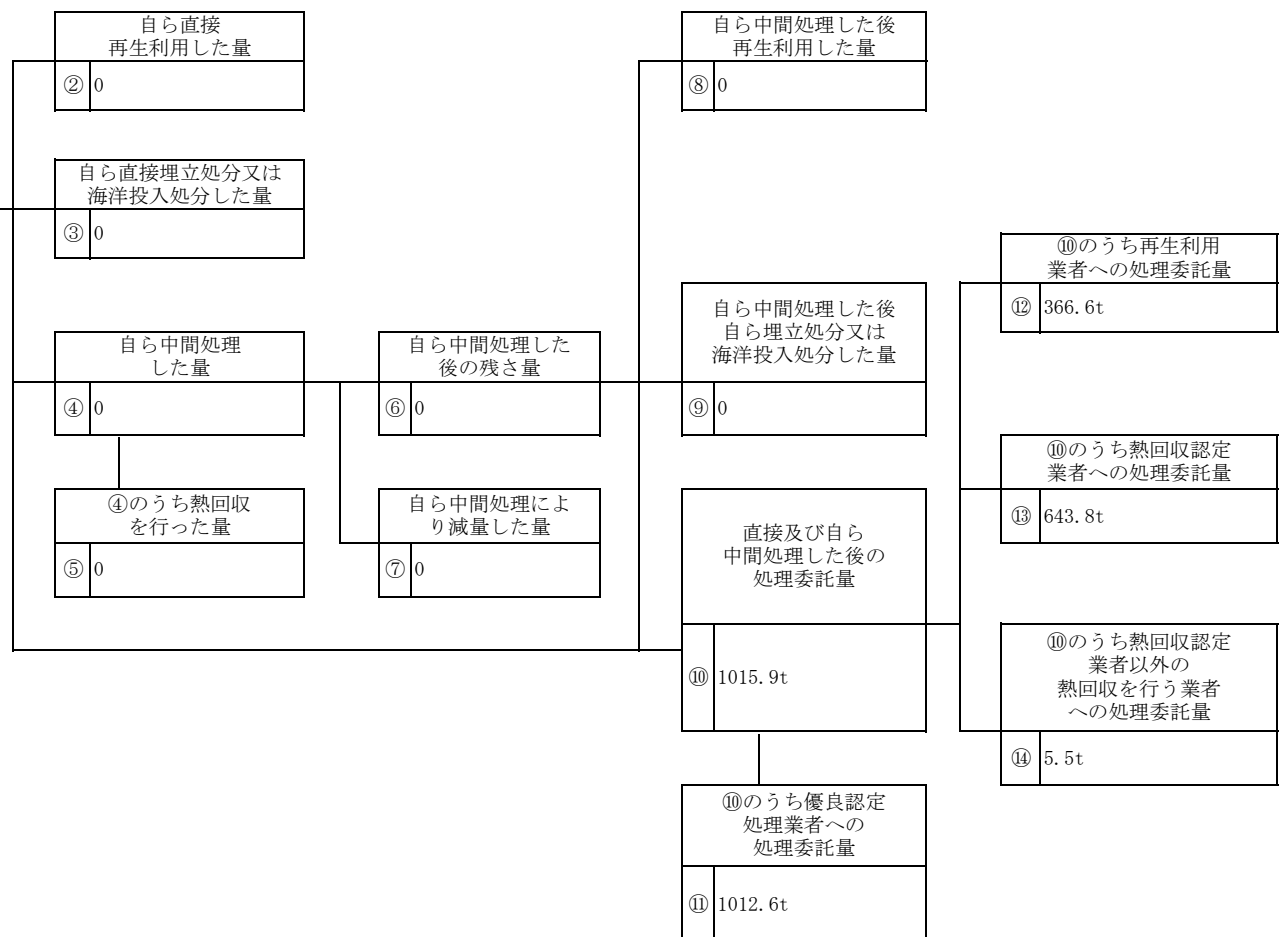 自ら直接
再生利用した量
② 0
自ら直接埋立処分又は
海洋投入処分した量
③ 0
自ら中間処理
した量
④ 0
④のうち熱回収
を行った量
⑤ 0
自ら中間処理した
後の残さ量
⑥ 0
自ら中間処理によ
り減量した量
⑦ 0
自ら中間処理した後
再生利用した量
⑧ 0
自ら中間処理した後
自ら埋立処分又は
海洋投入処分した量
⑨ 0
直接及び自ら
中間処理した後の
処理委託量
⑩ 1015.9t
⑩のうち優良認定
処理業者への
処理委託量
⑪ 1012.6t
⑩のうち再生利用
業者への処理委託量
⑫ 366.6t
⑩のうち熱回収認定
業者への処理委託量
⑬ 643.8t
⑩のうち熱回収認定
業者以外の
熱回収を行う業者
への処理委託量
⑭ 5.5t